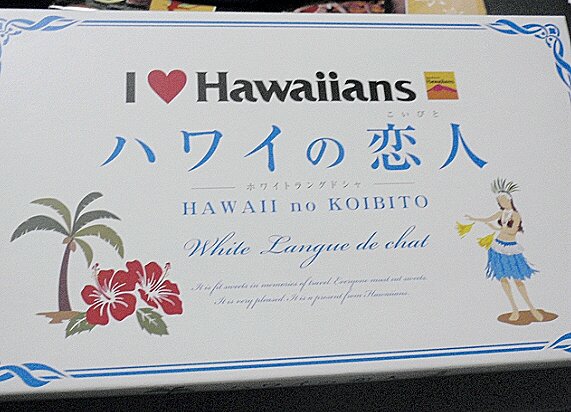 I ♥ Hawaiians
こいびと
ハワイの恋人
ホワイトラングドシャ
HAWAII no KOIBITO
White Langue de chat
It is fit sweets in memories of travel. Everyone must eat sweets.
It is very pleased. It is a present from Hawaiians.